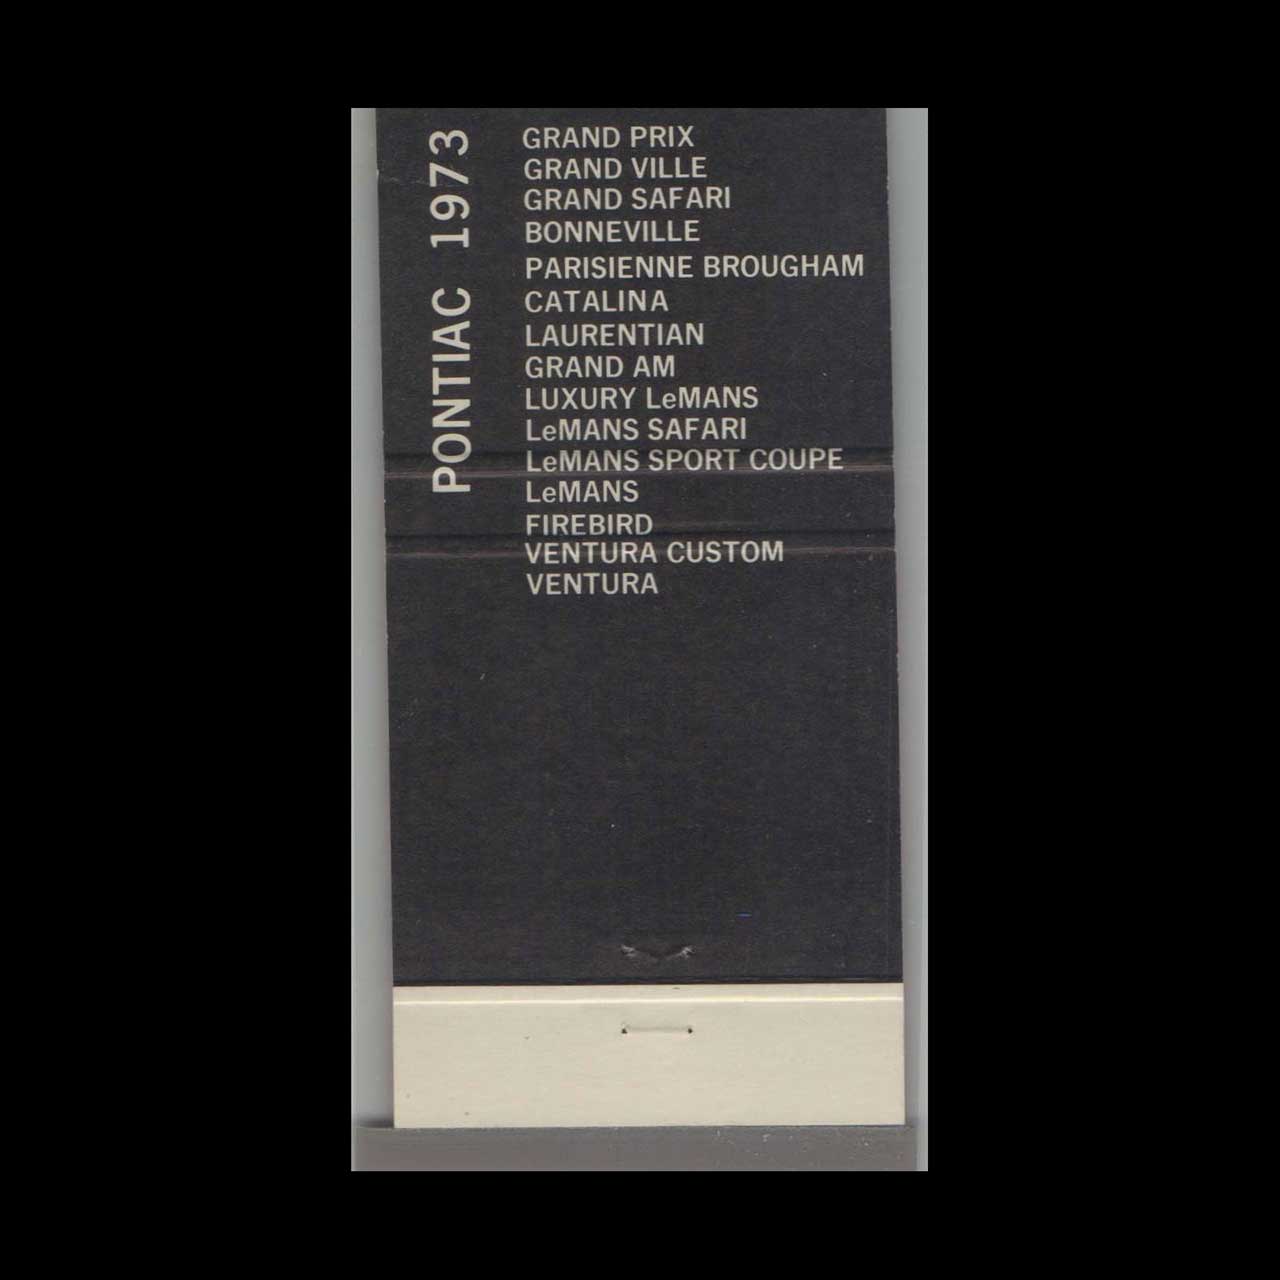 PONTIAC 1973
GRAND PRIX
GRAND VILLE
GRAND SAFARI
BONNEVILLE
PARISIENNE BROUGHAM
CATALINA
LAURENTIAN
GRAND AM
LUXURY LeMANS
LeMANS SAFARI
LeMANS SPORT COUPE
LeMANS
FIREBIRD
VENTURA CUSTOM
VENTURA